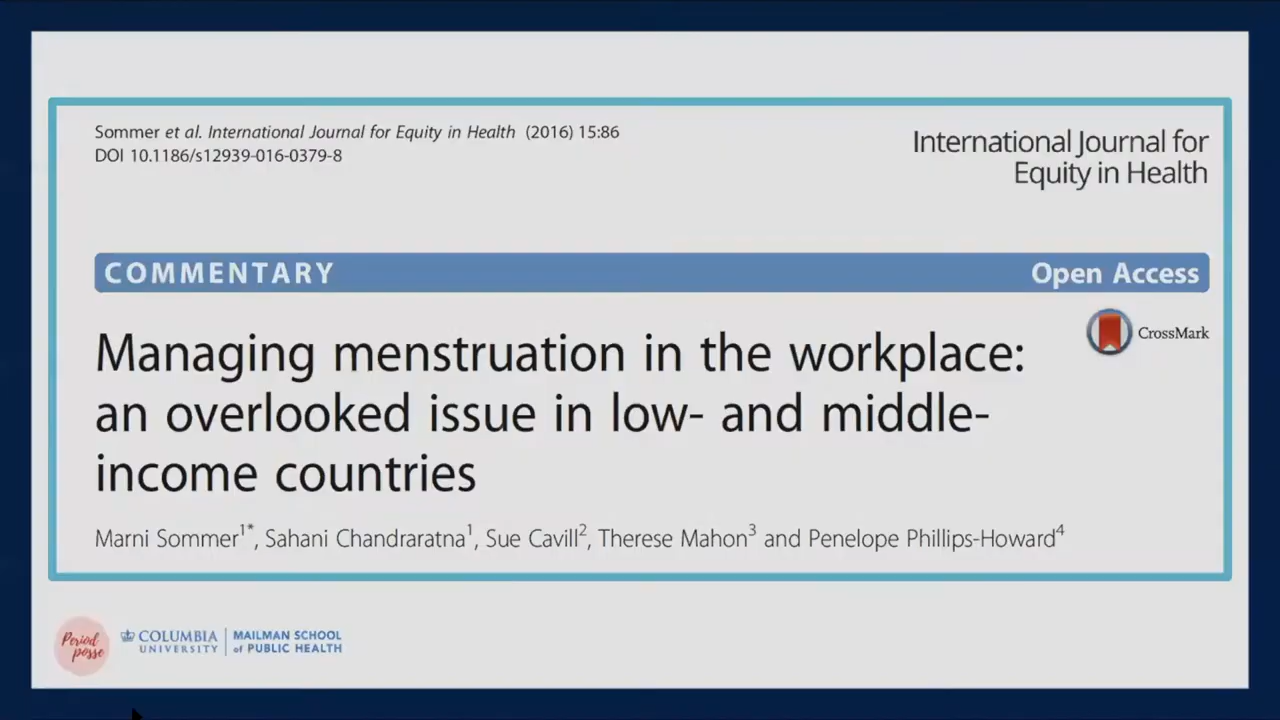 Sommer et al. International Journal for Equity in Health (2016) 15:86
DOI 10.1186/s12939-016-0379-8
International Journal for
Equity in Health
COMMENTARY
Open Access
CrossMark
Managing menstruation in the workplace:
an overlooked issue in low- and middle-
income countries
Marni Sommer1*, Sahani Chandraratna1, Sue Cavill2, Therese Mahon3 and Penelope Phillips-Howard4
Period
posse
COLUMBIA
UNIVERSITY
MAILMAN SCHOOL
of PUBLIC HEALTH